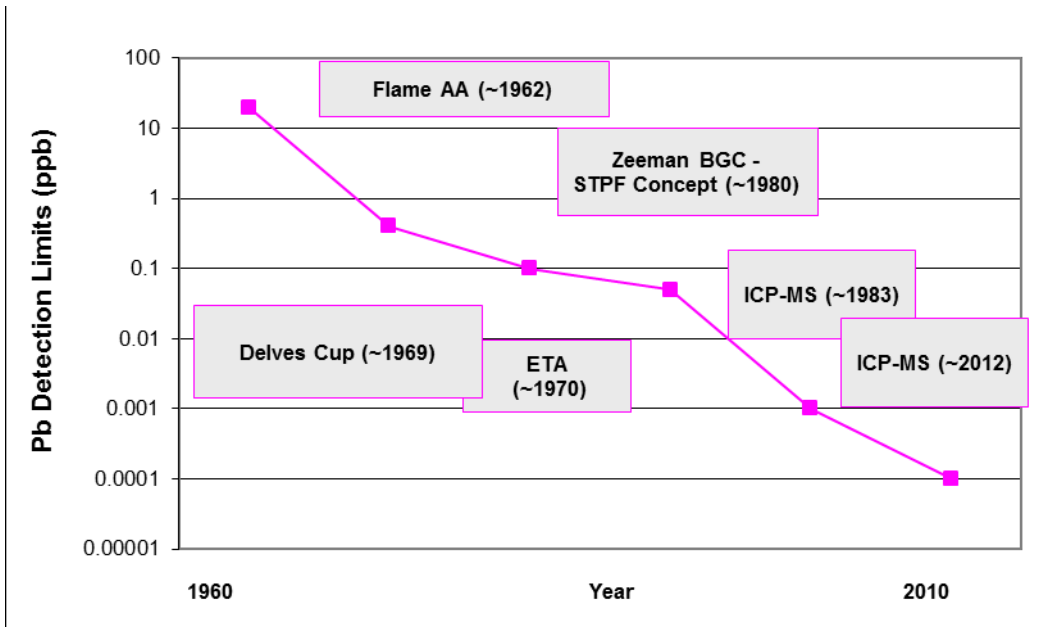 Pb Detection Limits (ppb)
100
10
1
0.1
0.01
0.001
0.0001
0.00001
Flame AA (~1962)
Zeeman BGC -
STPF Concept (~1980)
ICP-MS (~1983)
Delves Cup (~1969)
ETA
(~1970)
ICP-MS (~2012)
1960
Year
2010